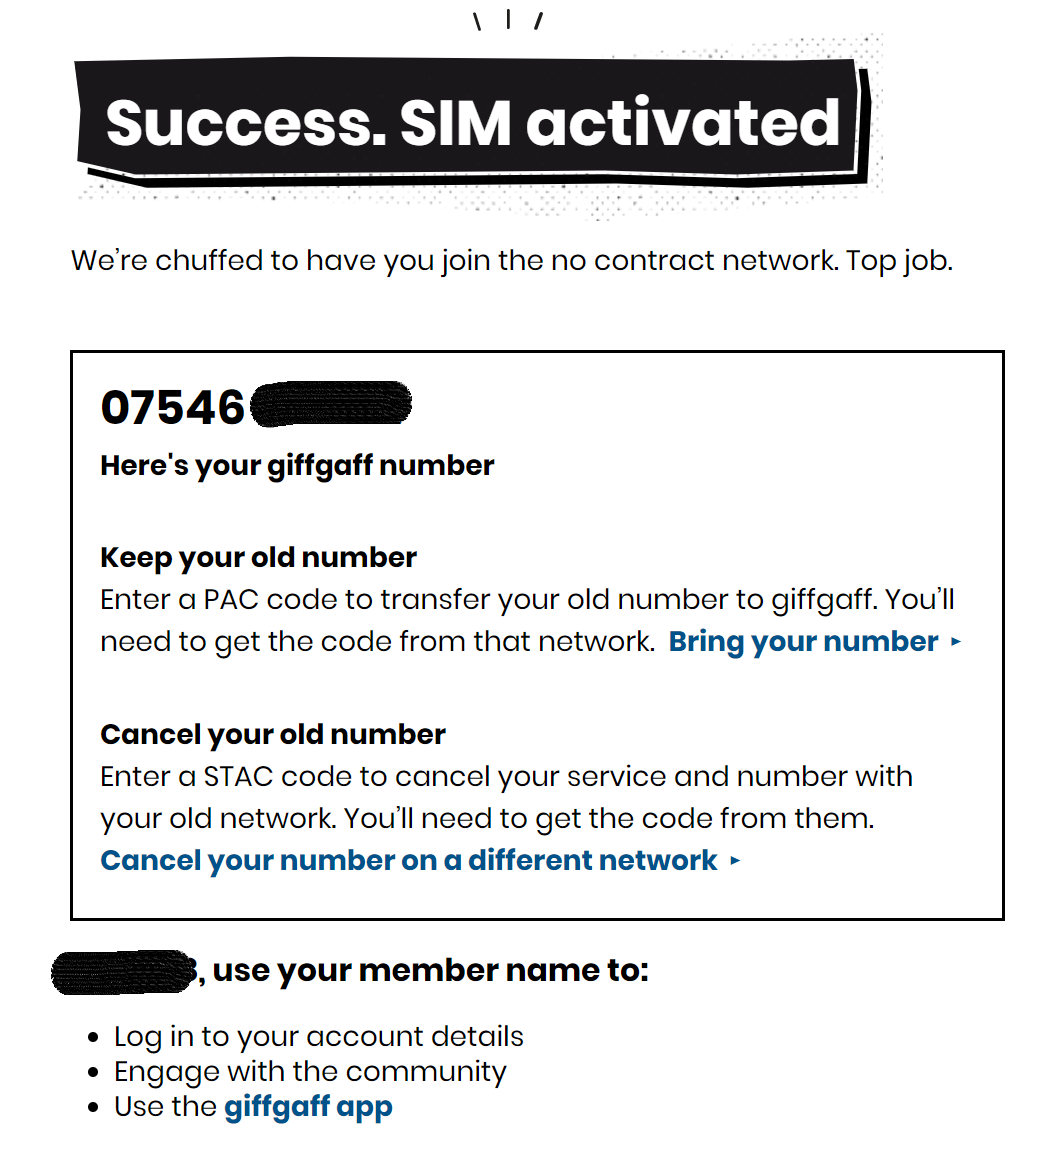 Success. SIM activated
We’re chuffed to have you join the no contract network. Top job.
07546
Here's your giffgaff number
Keep your old number
Enter a PAC code to transfer your old number to giffgaff. You’ll
need to get the code from that network. Bring your number ▸
Cancel your old number
Enter a STAC code to cancel your service and number with
your old network. You’ll need to get the code from them.
Cancel your number on a different network ▸
, use your member name to:
• Log in to your account details
• Engage with the community
• Use the giffgaff app